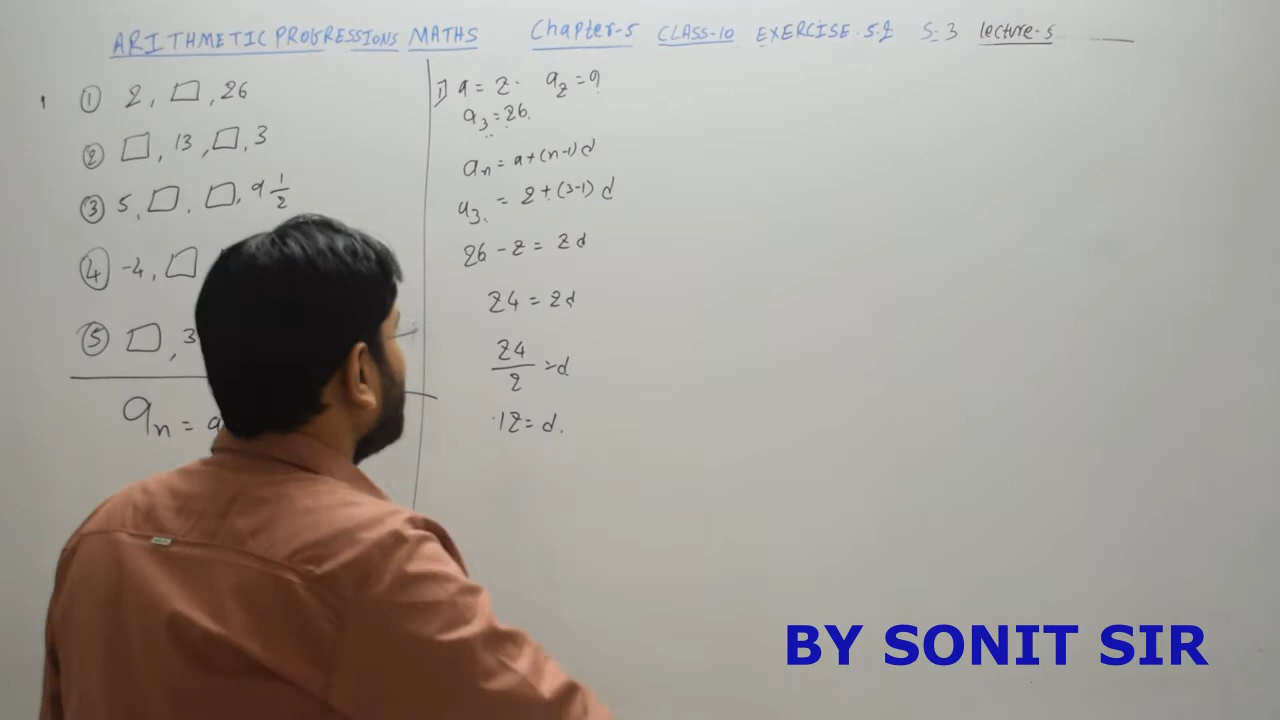 ARITHMETIC PROGRESSIONS MATHS Chapter-5 CLASS-10 EXERCISE.5.2 5.3 lecture-5
① 2, □, 26
② □, 13, □, 3
③ 5, □, □, 9 1/2
④ -4, □
⑤ □, 3
aₙ = a
1] a = 2. a₂ = ?
a₃ = 26.
aₙ = a+(n-1)d
a₃. = 2+(3-1)d
26 - 2 = 2d
24 = 2d
24/2 = d
12 = d.
BY SONIT SIR